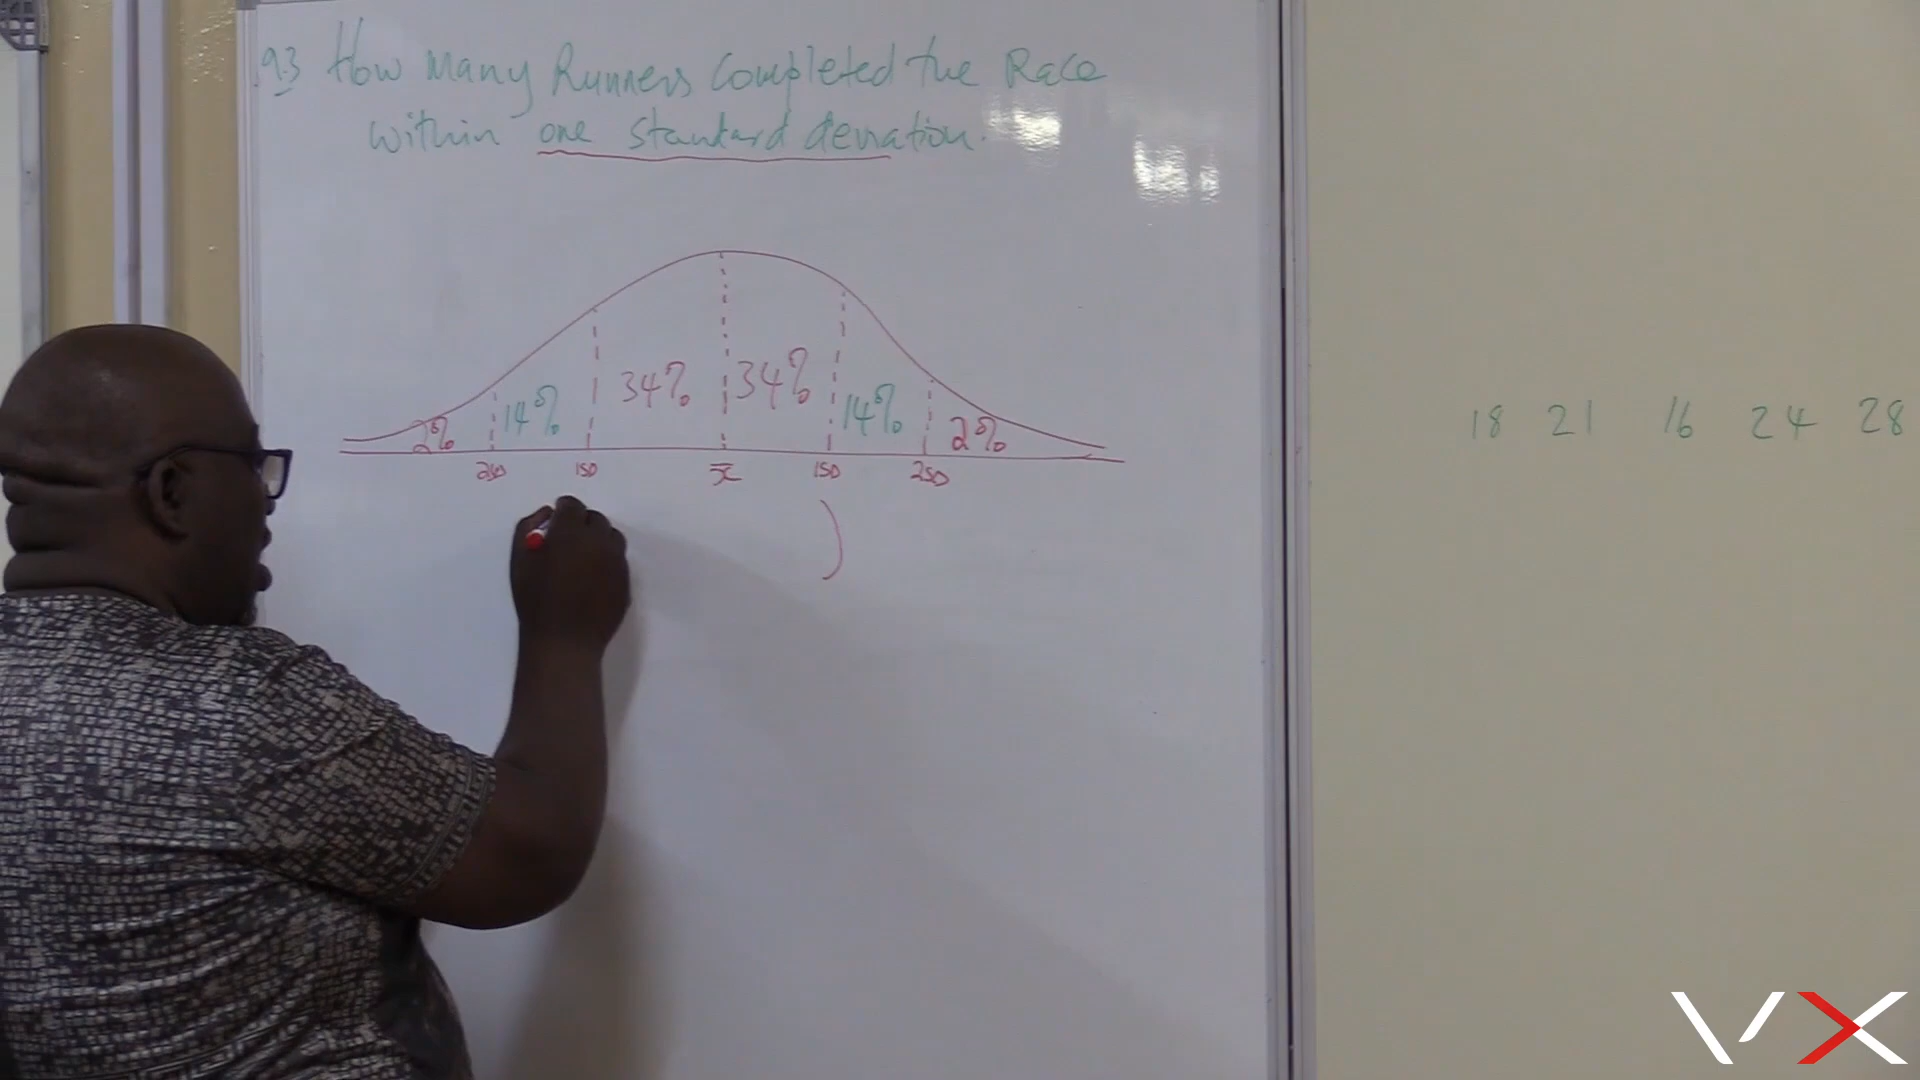 9.3 How Many Runners Completed the Race
within one standard deviation.
2% 14% 34% 34% 14% 2%
2SD 1SD x̄ 1SD 2SD
)
18 21 16 24 28
VX